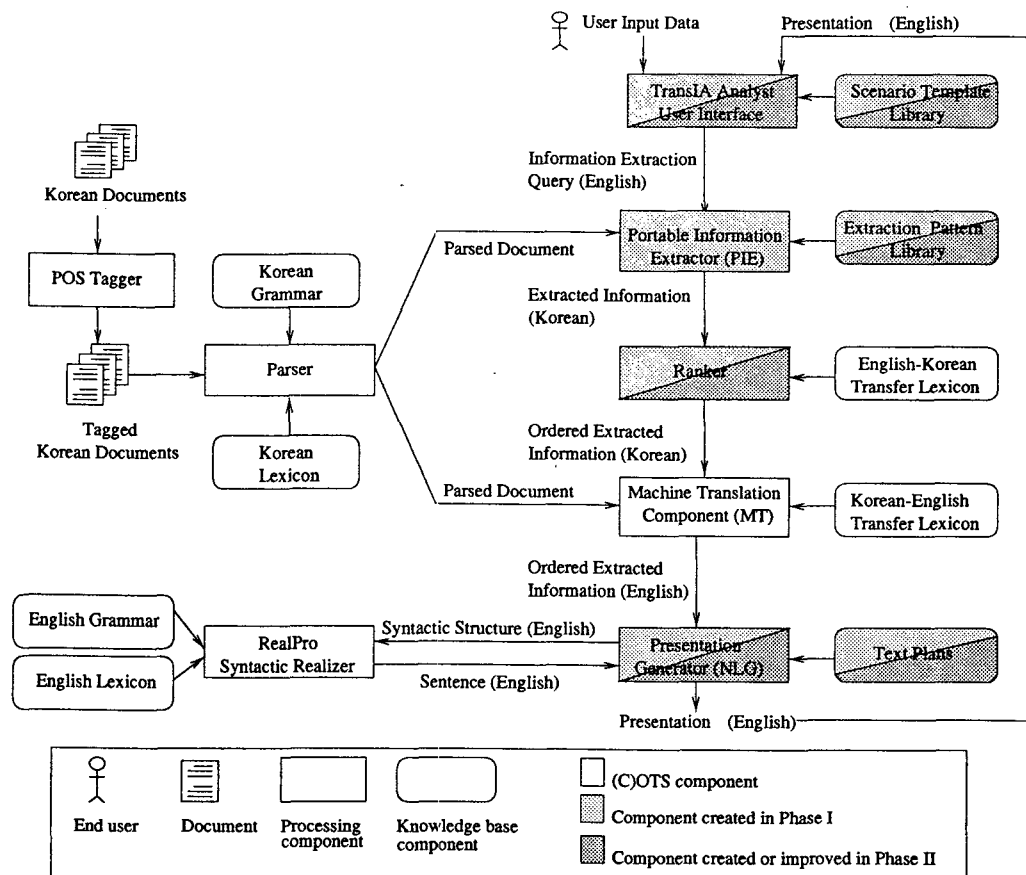 User Input Data
Presentation (English)
TransIA Analyst
User Interface
Scenario Template
Library
Information Extraction
Query (English)
Korean Documents
Parsed Document
Portable Information
Extractor (PIE)
Extraction Pattern
Library
POS Tagger
Korean
Grammar
Extracted Information
(Korean)
Parser
Ranker
English-Korean
Transfer Lexicon
Tagged
Korean Documents
Korean
Lexicon
Ordered Extracted
Information (Korean)
Parsed Document
Machine Translation
Component (MT)
Korean-English
Transfer Lexicon
Ordered Extracted
Information (English)
English Grammar
English Lexicon
RealPro
Syntactic Realizer
Syntactic Structure (English)
Sentence (English)
Presentation
Generator (NLG)
Text Plans
Presentation (English)
End user
Document
Processing
component
Knowledge base
component
(C)OTS component
Component created in Phase I
Component created or improved in Phase II